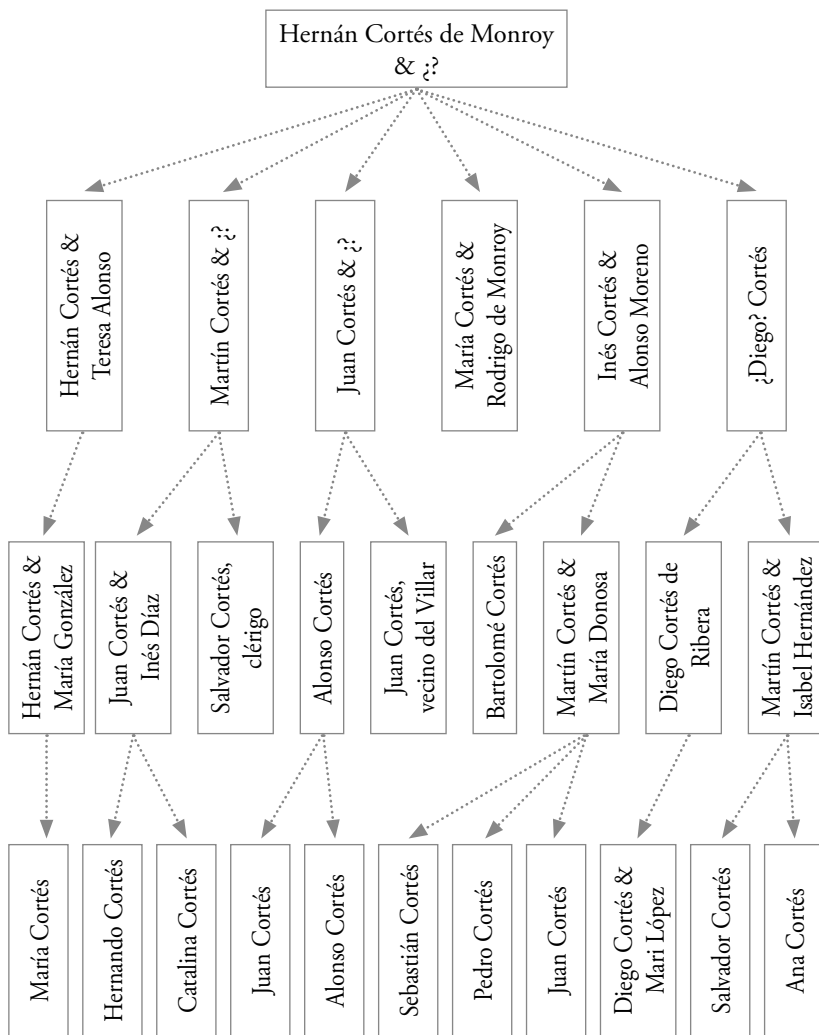 Hernán Cortés de Monroy
& ¿?
Hernán Cortés &
Teresa Alonso
Martín Cortés & ¿?
Juan Cortés & ¿?
María Cortés &
Rodrigo de Monroy
Inés Cortés &
Alonso Moreno
¿Diego? Cortés
Hernán Cortés &
María González
Juan Cortés &
Inés Díaz
Salvador Cortés,
clérigo
Alonso Cortés
Juan Cortés,
vecino del Villar
Bartolomé Cortés
Martín Cortés &
María Donosa
Diego Cortés de
Ribera
Martín Cortés &
Isabel Hernández
María Cortés
Hernando Cortés
Catalina Cortés
Juan Cortés
Alonso Cortés
Sebastián Cortés
Pedro Cortés
Juan Cortés
Diego Cortés &
Mari López
Salvador Cortés
Ana Cortés